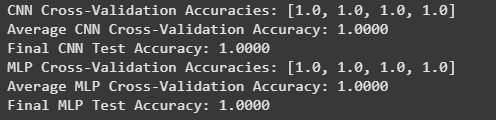 CNN Cross-Validation Accuracies: [1.0, 1.0, 1.0, 1.0]
Average CNN Cross-Validation Accuracy: 1.0000
Final CNN Test Accuracy: 1.0000
MLP Cross-Validation Accuracies: [1.0, 1.0, 1.0, 1.0]
Average MLP Cross-Validation Accuracy: 1.0000
Final MLP Test Accuracy: 1.0000